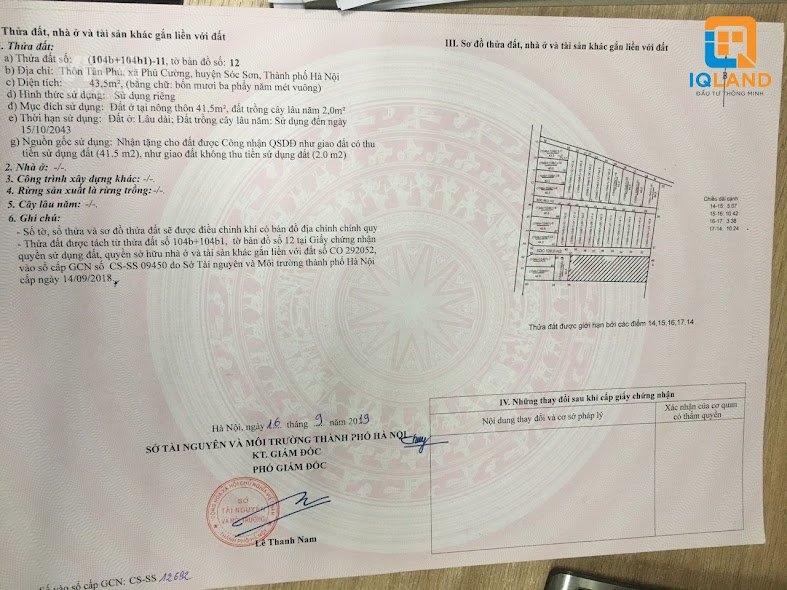 Thửa đất, nhà ở và tài sản khác gắn liền với đất
1. Thửa đất:
a) Thửa đất số: (104b+104b1)-11, tờ bản đồ số: 12
b) Địa chỉ: Thôn Tân Phú, xã Phú Cường, huyện Sóc Sơn, Thành phố Hà Nội
c) Diện tích: 43,5m², (bằng chữ: bốn mươi ba phẩy năm mét vuông)
d) Hình thức sử dụng: Sử dụng riêng
đ) Mục đích sử dụng: Đất ở tại nông thôn 41,5m², đất trồng cây lâu năm 2,0m²
e) Thời hạn sử dụng: Đất ở: Lâu dài; Đất trồng cây lâu năm: Sử dụng đến ngày
15/10/2043
g) Nguồn gốc sử dụng: Nhận tặng cho đất được Công nhận QSDĐ như giao đất có thu
tiền sử dụng đất (41.5 m2), như giao đất không thu tiền sử dụng đất (2.0 m2)
2. Nhà ở: -/-.
3. Công trình xây dựng khác: -/-.
4. Rừng sản xuất là rừng trồng: -/-.
5. Cây lâu năm: -/-.
6. Ghi chú:
- Số tờ, số thửa và sơ đồ thửa đất sẽ được điều chỉnh khi có bản đồ địa chính chính quy
- Thửa đất được tách từ thửa đất số 104b+104b1, tờ bản đồ số 12 tại Giấy chứng nhận
quyền sử dụng đất, quyền sở hữu nhà ở và tài sản khác gắn liền với đất số CO 292052,
vào sổ cấp GCN số CS-SS 09450 do Sở Tài nguyên và Môi trường thành phố Hà Nội
cấp ngày 14/09/2018
Hà Nội, ngày 16 tháng 9 năm 2019
SỞ TÀI NGUYÊN VÀ MÔI TRƯỜNG THÀNH PHỐ HÀ NỘI
KT. GIÁM ĐỐC
PHÓ GIÁM ĐỐC
SỞ
TÀI NGUYÊN
VÀ MÔI TRƯỜNG
Lê Thanh Nam
Số vào sổ cấp GCN: CS-SS 12692
III. Sơ đồ thửa đất, nhà ở và tài sản khác gắn liền với đất
IQLAND
ĐẦU TƯ THÔNG MINH
B
Chiều dài cạnh
14-15: 5.57
15-16: 10.42
16-17: 3.38
17-14: 10.24
Thửa đất được giới hạn bởi các điểm 14,15,16,17,14
IV. Những thay đổi sau khi cấp giấy chứng nhận
Nội dung thay đổi và cơ sở pháp lý
Xác nhận của cơ quan
có thẩm quyền